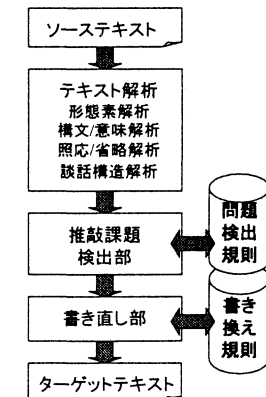 ソーステキスト
テキスト解析
形態素解析
構文/意味解析
照応/省略解析
談話構造解析
推敲課題
検出部
問題
検出
規則
書き直し部
書き
換え
規則
ターゲットテキスト